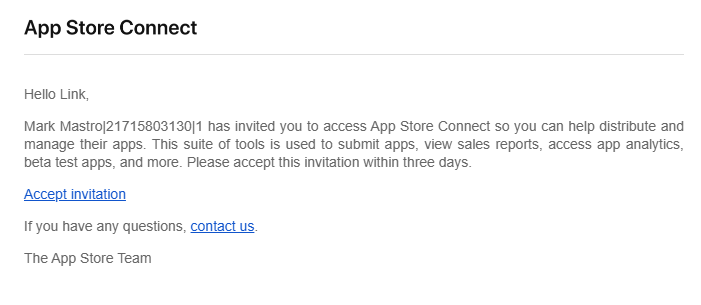 App Store Connect
Hello Link,
Mark Mastro|21715803130|1 has invited you to access App Store Connect so you can help distribute and
manage their apps. This suite of tools is used to submit apps, view sales reports, access app analytics,
beta test apps, and more. Please accept this invitation within three days.
Accept invitation
If you have any questions, contact us.
The App Store Team